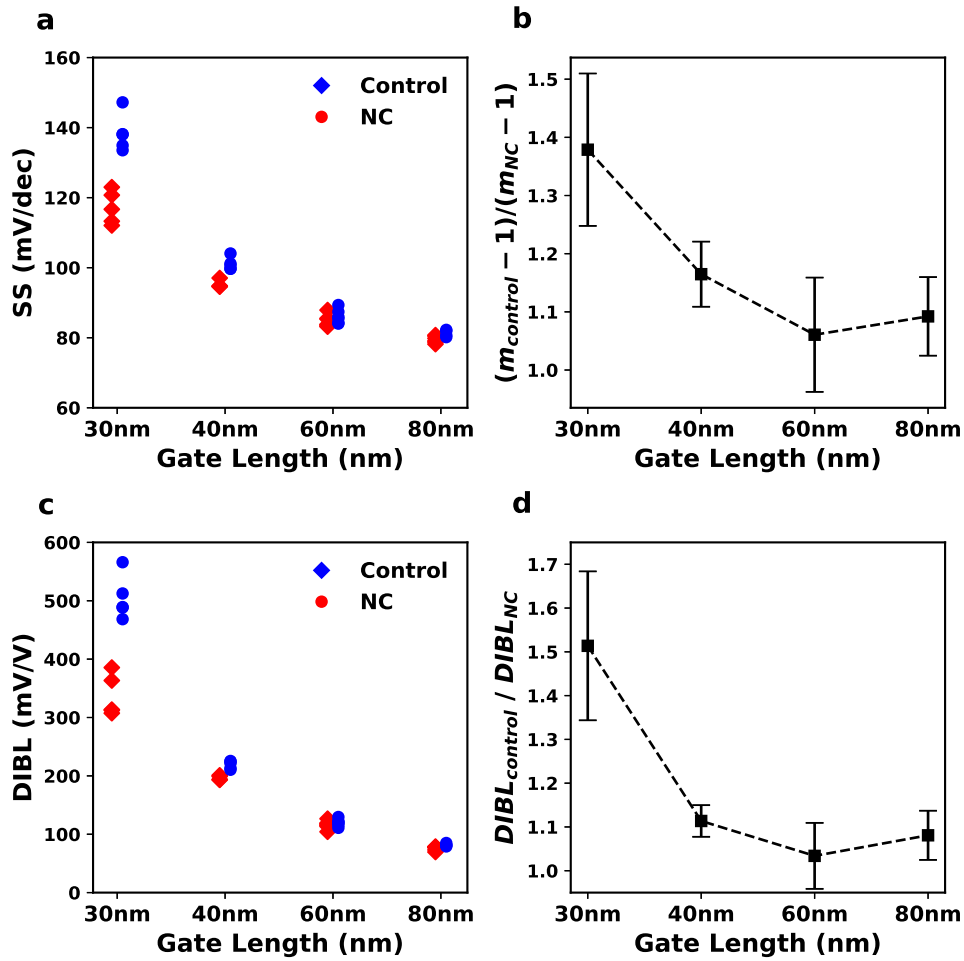 a
160
140
120
100
80
60
SS (mV/dec)
Control
NC
30nm 40nm 60nm 80nm
Gate Length (nm)
b
1.5
1.4
1.3
1.2
1.1
1.0
(m_control − 1)/(m_NC − 1)
30nm 40nm 60nm 80nm
Gate Length (nm)
c
600
500
400
300
200
100
0
DIBL (mV/V)
Control
NC
30nm 40nm 60nm 80nm
Gate Length (nm)
d
1.7
1.6
1.5
1.4
1.3
1.2
1.1
1.0
DIBL_control / DIBL_NC
30nm 40nm 60nm 80nm
Gate Length (nm)